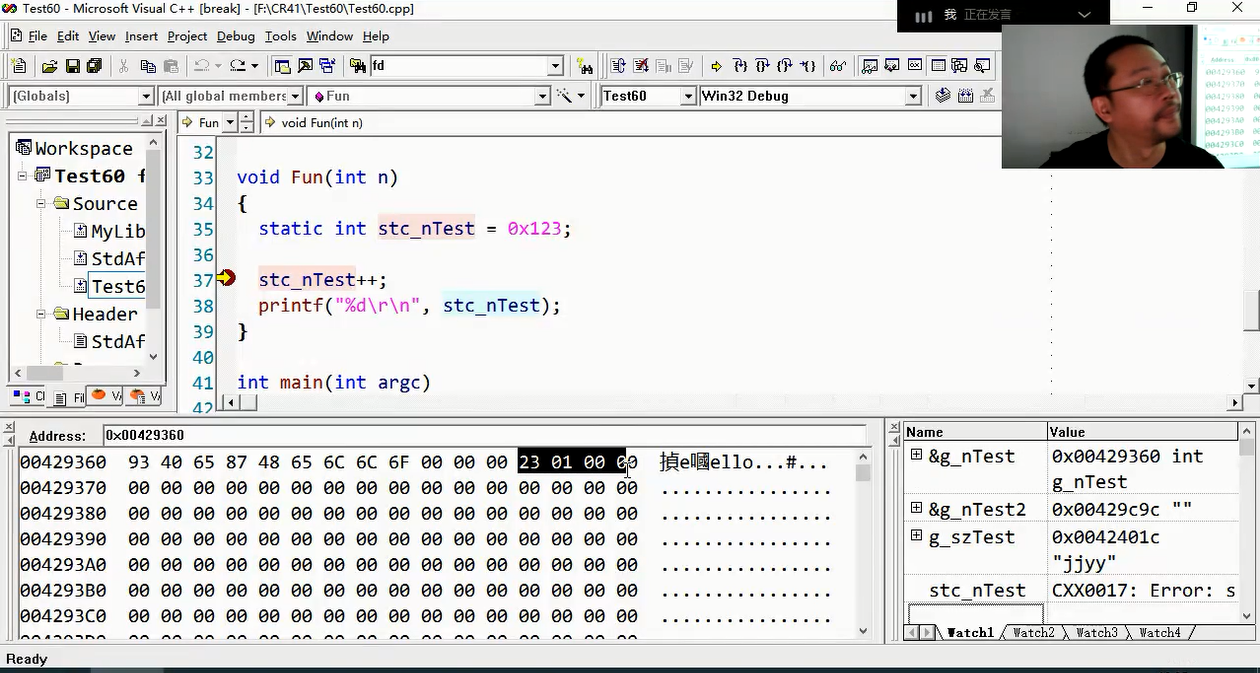 Test60 - Microsoft Visual C++ [break] - [F:\CR41\Test60\Test60.cpp]
我 正在发言
File Edit View Insert Project Debug Tools Window Help
fd
(Globals) [All global members Fun Test60 Win32 Debug
Fun void Fun(int n)
Workspace
Test60 f
Source
MyLib
StdAf
Test6
Header
StdAf
Cl Fil V V
32
33 void Fun(int n)
34 {
35 static int stc_nTest = 0x123;
36
37 stc_nTest++;
38 printf("%d\r\n", stc_nTest);
39 }
40
41 int main(int argc)
42
Address: 0x00429360
00429360 93 40 65 87 48 65 6C 6C 6F 00 00 00 23 01 00 00 揁e嘓ello...#...
00429370 00 00 00 00 00 00 00 00 00 00 00 00 00 00 00 00 ................
00429380 00 00 00 00 00 00 00 00 00 00 00 00 00 00 00 00 ................
00429390 00 00 00 00 00 00 00 00 00 00 00 00 00 00 00 00 ................
004293A0 00 00 00 00 00 00 00 00 00 00 00 00 00 00 00 00 ................
004293B0 00 00 00 00 00 00 00 00 00 00 00 00 00 00 00 00 ................
004293C0 00 00 00 00 00 00 00 00 00 00 00 00 00 00 00 00 ................
Name Value
&g_nTest 0x00429360 int
g_nTest
&g_nTest2 0x00429c9c ""
g_szTest 0x0042401c
"jjyy"
stc_nTest CXX0017: Error: s
Watch1 Watch2 Watch3 Watch4
Ready